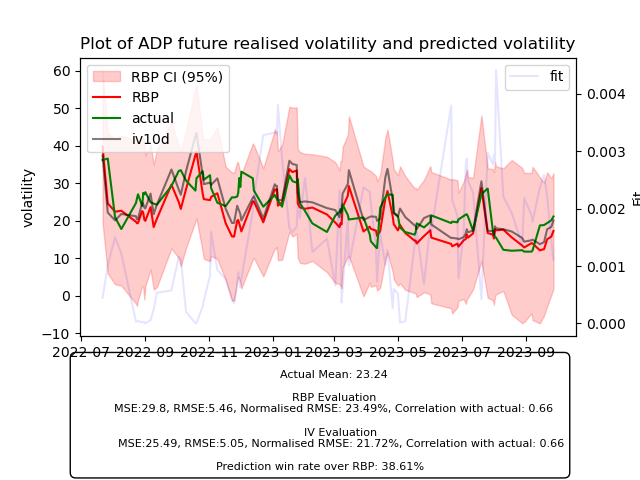 Plot of ADP future realised volatility and predicted volatility
RBP CI (95%)
RBP
actual
iv10d
fit
60
50
40
30
20
10
0
−10
volatility
0.004
0.003
0.002
0.001
0.000
Fit
2022-07 2022-09 2022-11 2023-01 2023-03 2023-05 2023-07 2023-09
Actual Mean: 23.24
RBP Evaluation
MSE:29.8, RMSE:5.46, Normalised RMSE: 23.49%, Correlation with actual: 0.66
IV Evaluation
MSE:25.49, RMSE:5.05, Normalised RMSE: 21.72%, Correlation with actual: 0.66
Prediction win rate over RBP: 38.61%